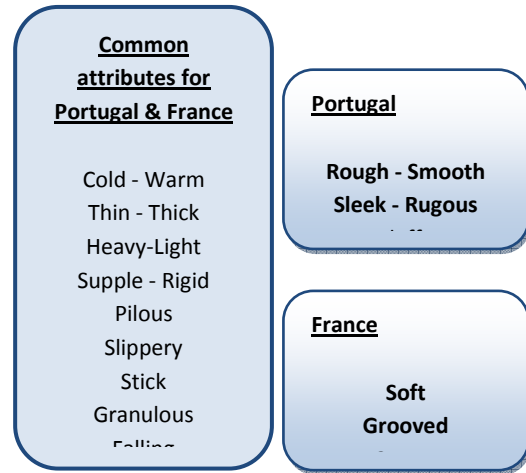 Common
attributes for
Portugal & France
Cold - Warm
Thin - Thick
Heavy-Light
Supple - Rigid
Pilous
Slippery
Stick
Granulous
Falling
Portugal
Rough - Smooth
Sleek - Rugous
France
Soft
Grooved